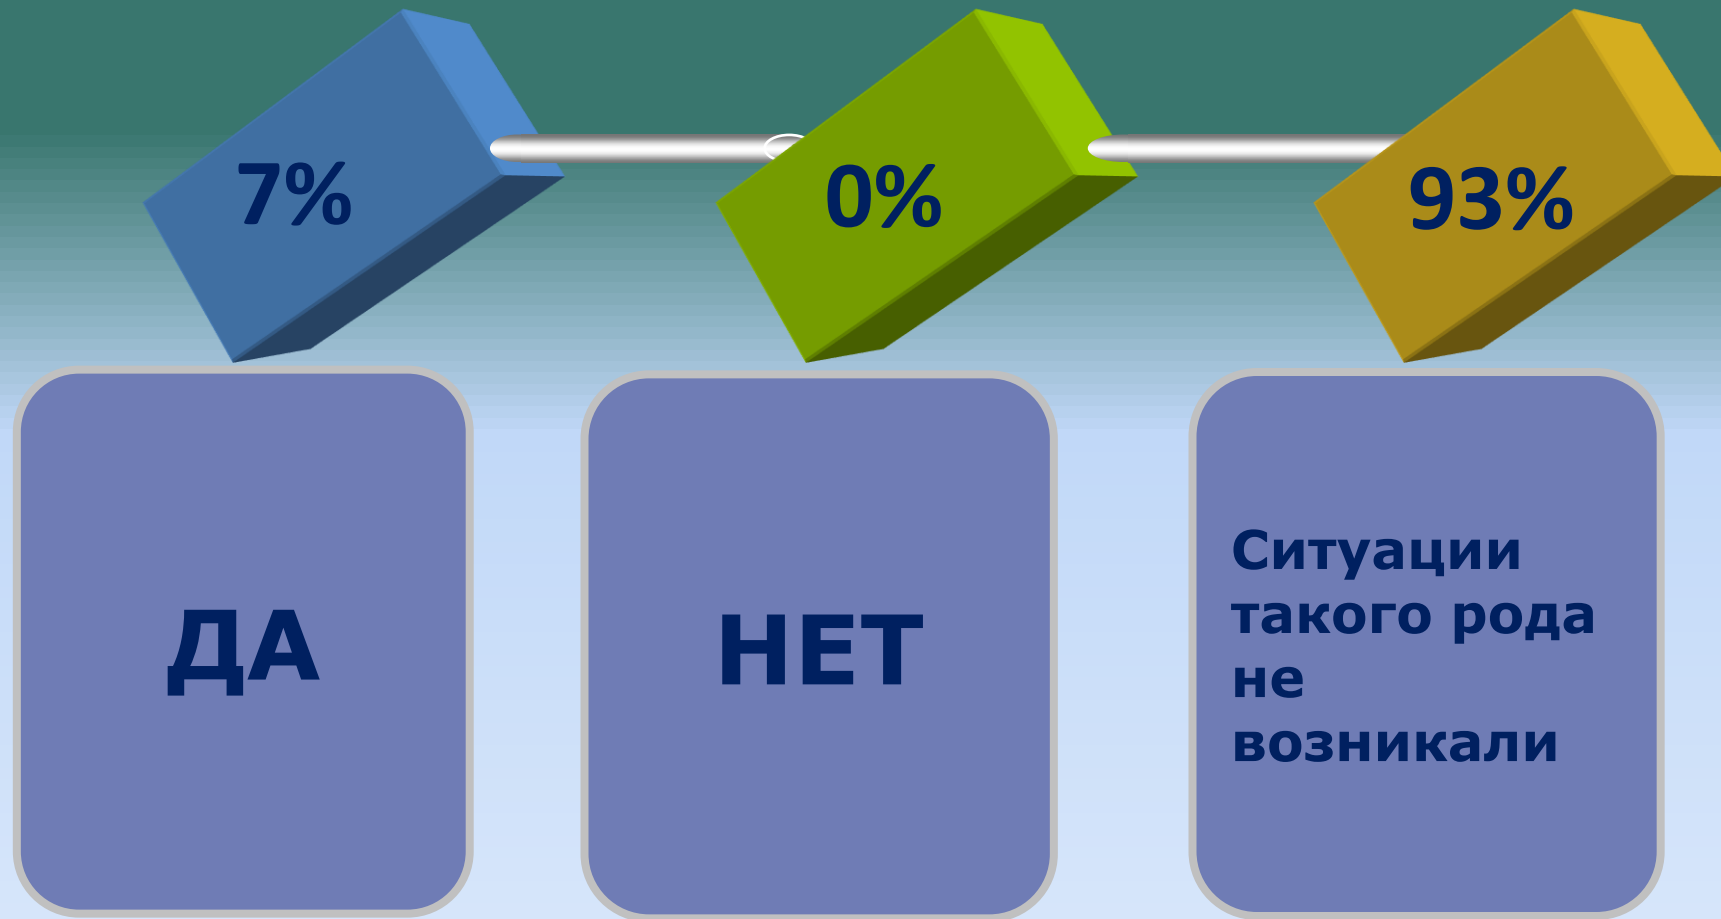 7%
0%
93%
ДА
НЕТ
Ситуации
такого рода
не
возникали